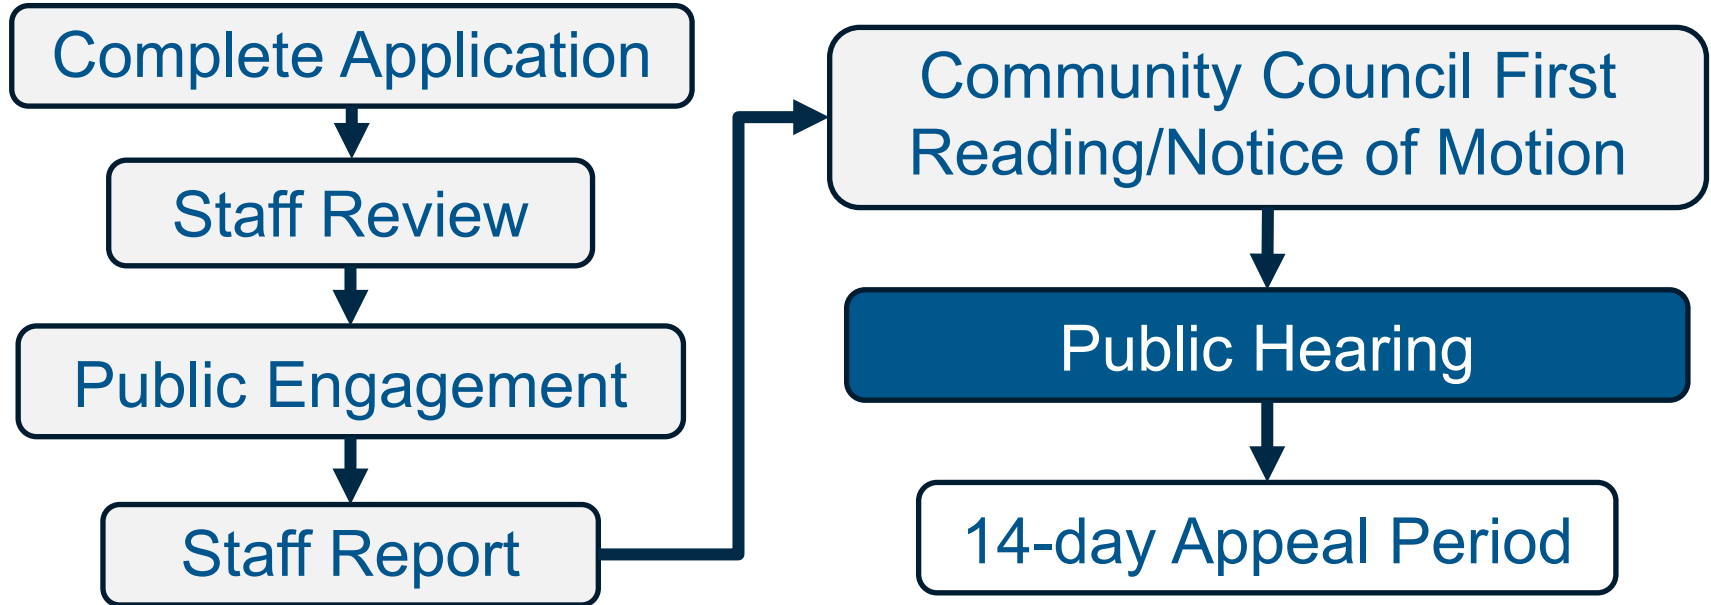 Complete Application
Staff Review
Public Engagement
Staff Report
Community Council First
Reading/Notice of Motion
Public Hearing
14-day Appeal Period